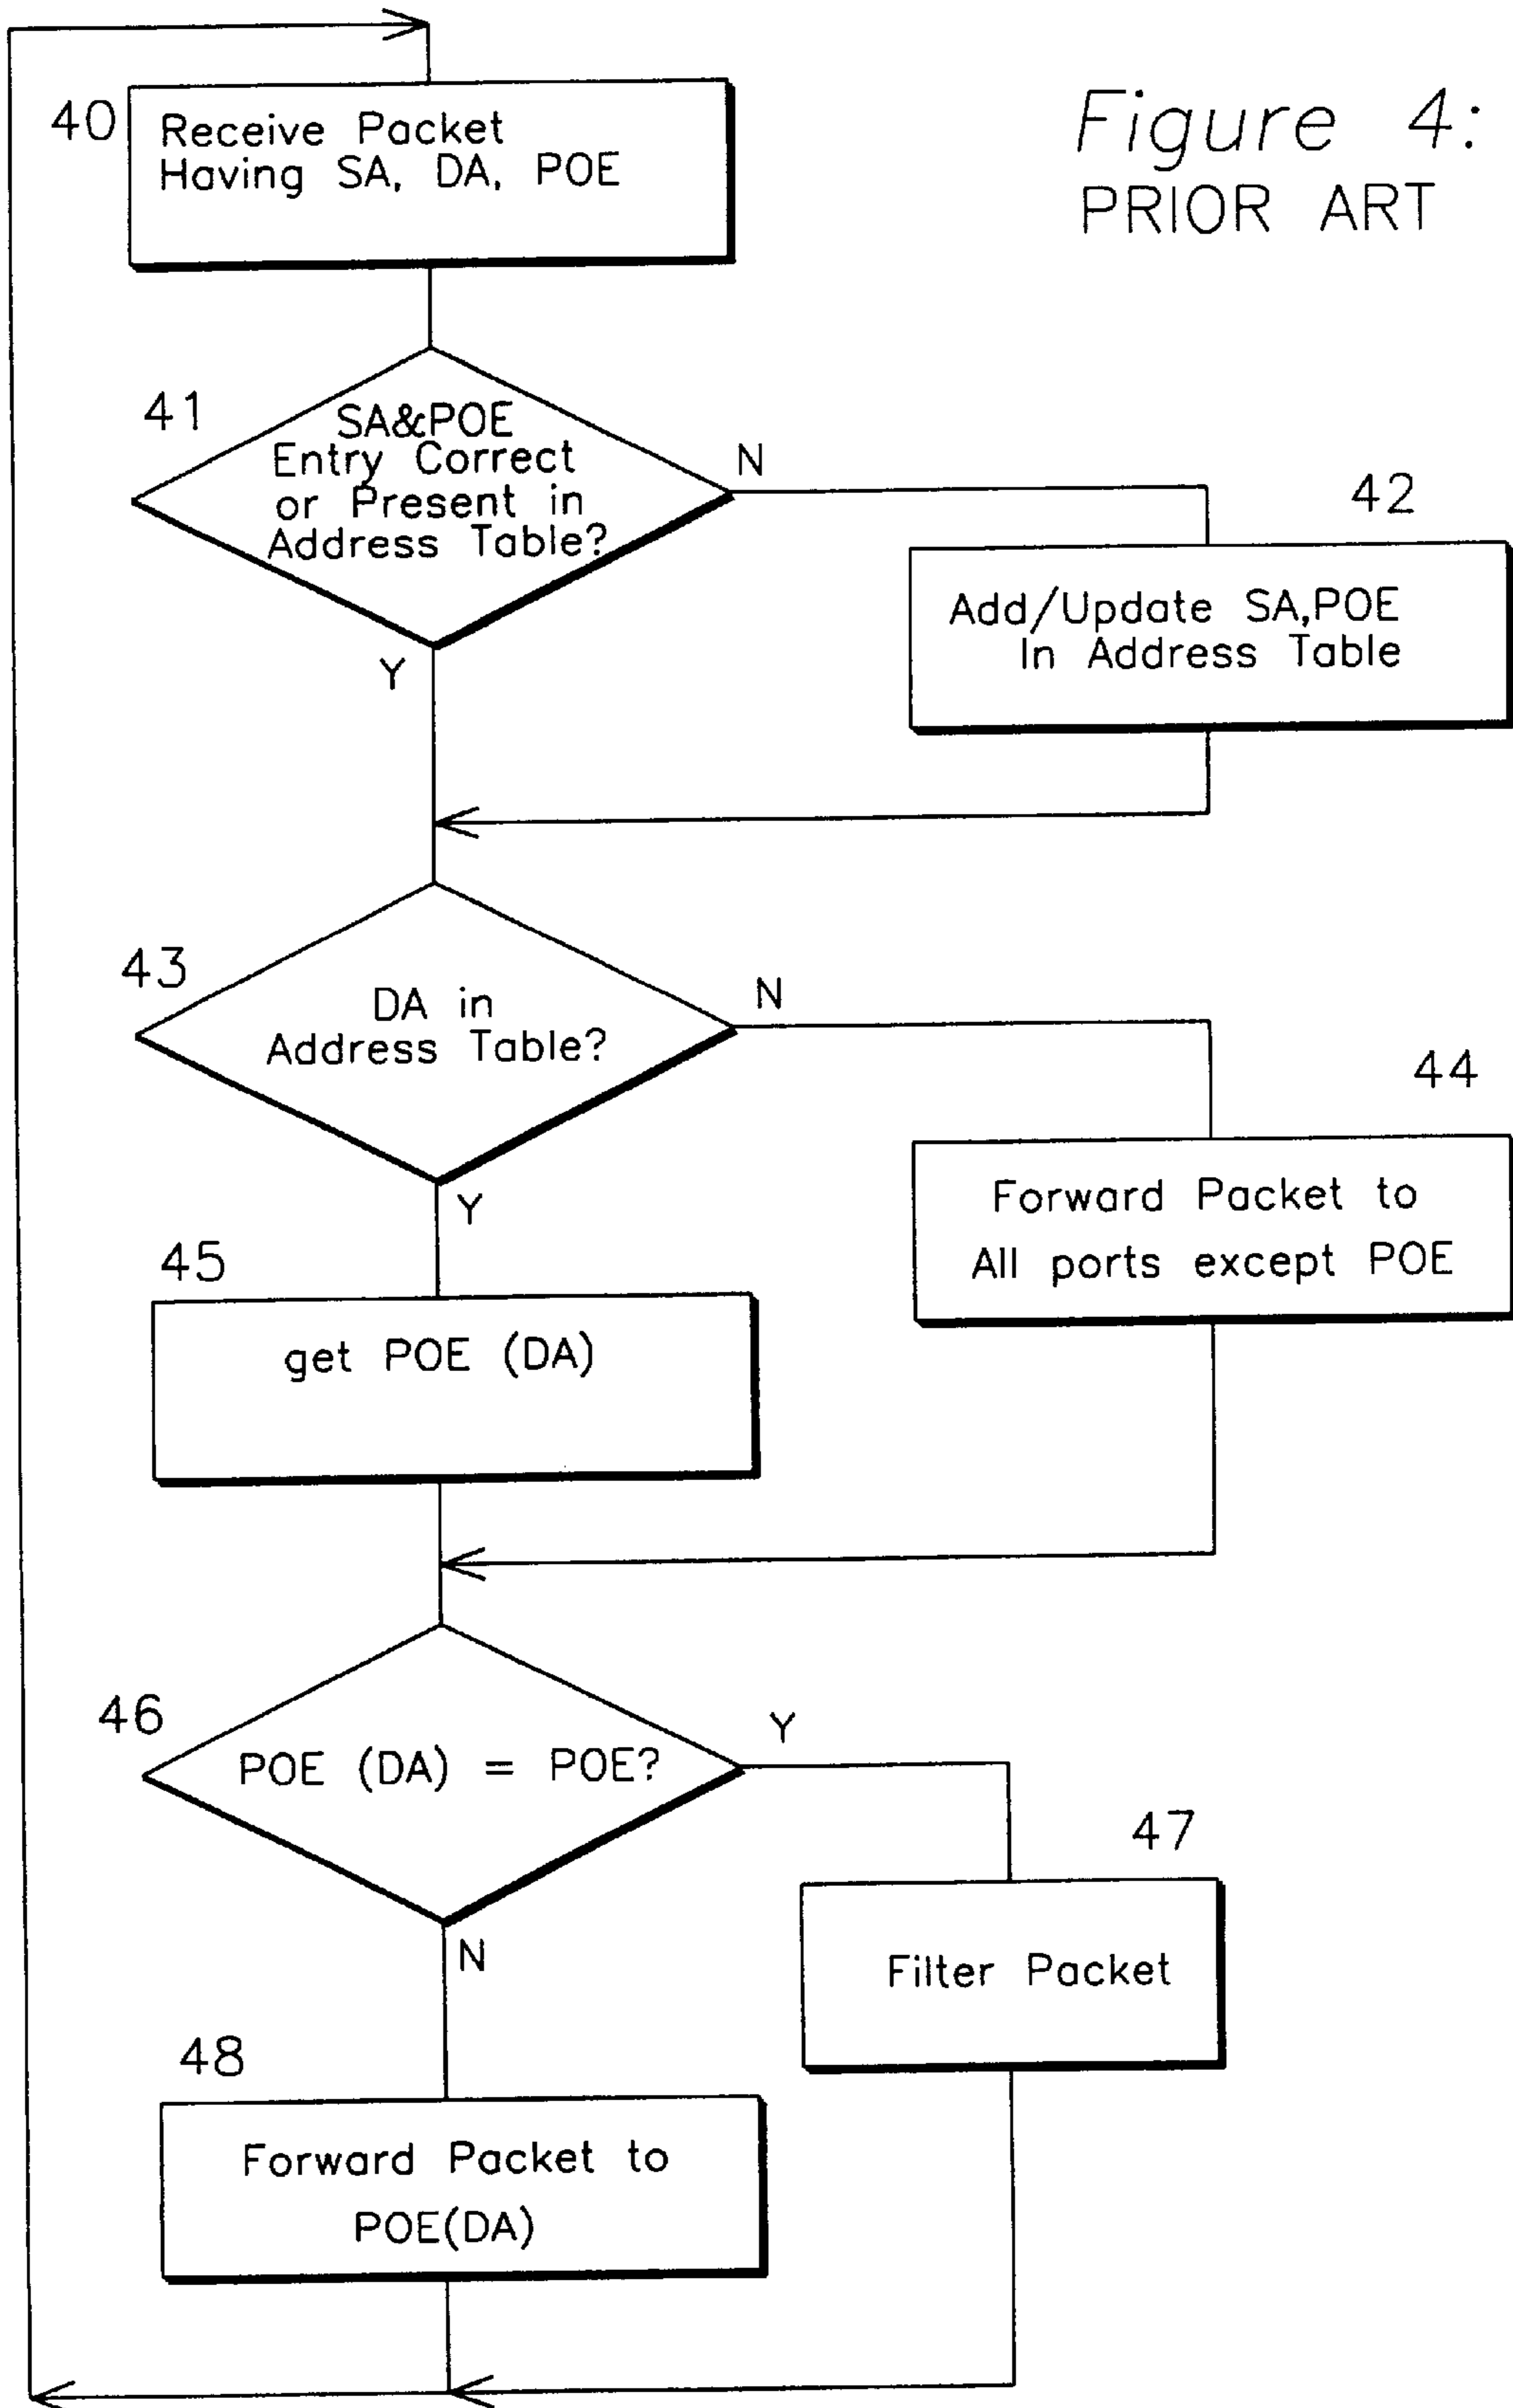 Figure 4:
PRIOR ART
40
Receive Packet
Having SA, DA, POE
41
SA&POE
Entry Correct
or Present in
Address Table?
N
Y
42
Add/Update SA,POE
In Address Table
43
DA in
Address Table?
N
Y
44
Forward Packet to
All ports except POE
45
get POE (DA)
46
POE (DA) = POE?
Y
N
47
Filter Packet
48
Forward Packet to
POE(DA)